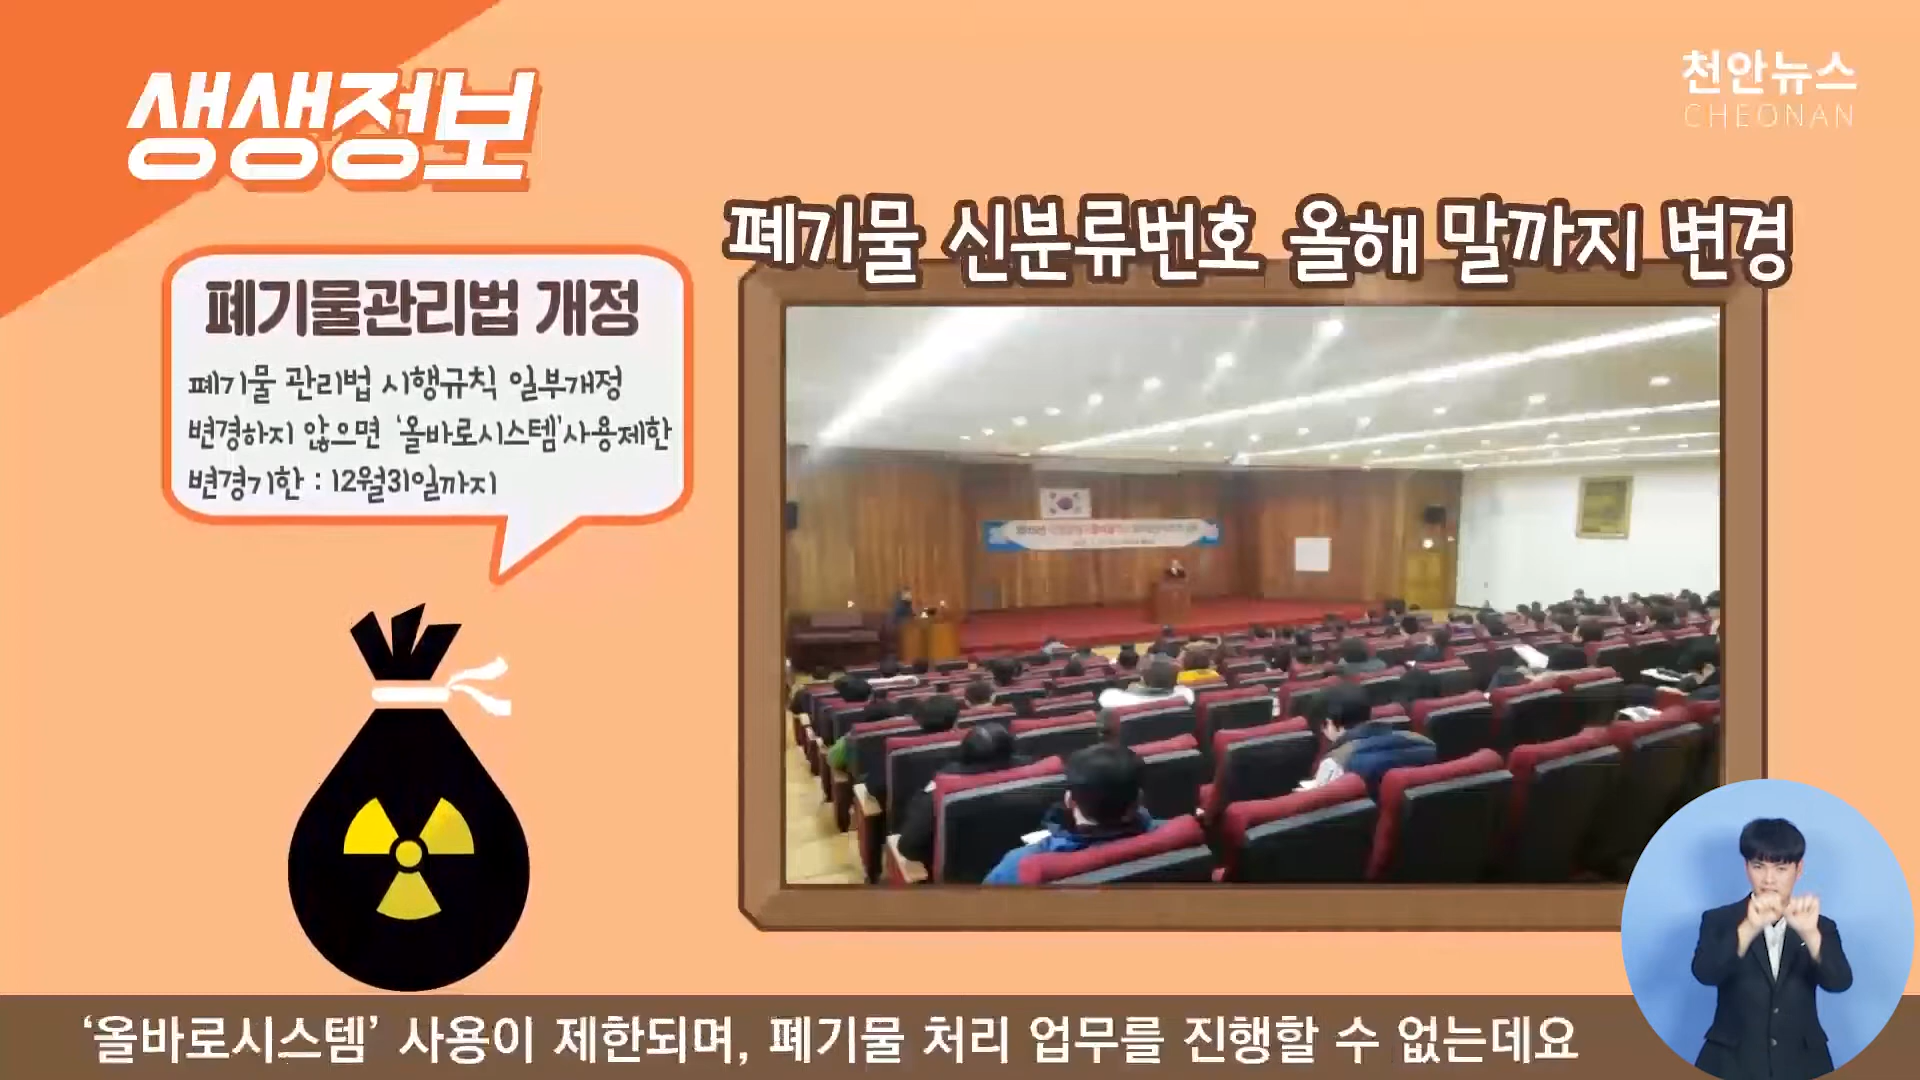 생생정보
천안뉴스
CHEONAN
폐기물 신분류번호 올해 말까지 변경
폐기물관리법 개정
폐기물 관리법 시행규칙 일부개정
변경하지 않으면 '올바로시스템'사용제한
변경기한 : 12월31일까지
'올바로시스템' 사용이 제한되며, 폐기물 처리 업무를 진행할 수 없는데요